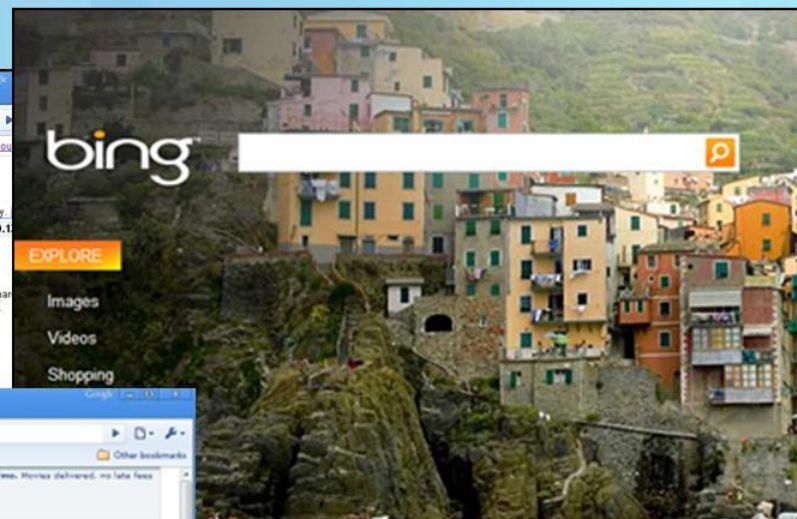 bing
EXPLORE
Images
Videos
Shopping
Google
Other bookmarks
Movies delivered. no late fees